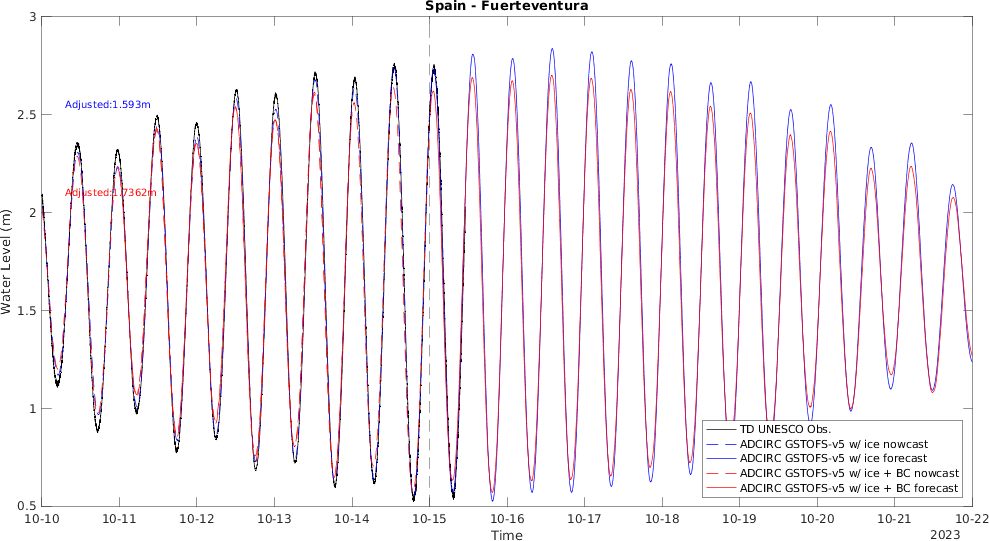 Spain - Fuerteventura
3
2.5
2
1.5
1
0.5
Water Level (m)
Adjusted:1.593m
Adjusted:1.7362m
TD UNESCO Obs.
ADCIRC GSTOFS-v5 w/ ice nowcast
ADCIRC GSTOFS-v5 w/ ice forecast
ADCIRC GSTOFS-v5 w/ ice + BC nowcast
ADCIRC GSTOFS-v5 w/ ice + BC forecast
10-10 10-11 10-12 10-13 10-14 10-15 10-16 10-17 10-18 10-19 10-20 10-21 10-22
Time
2023